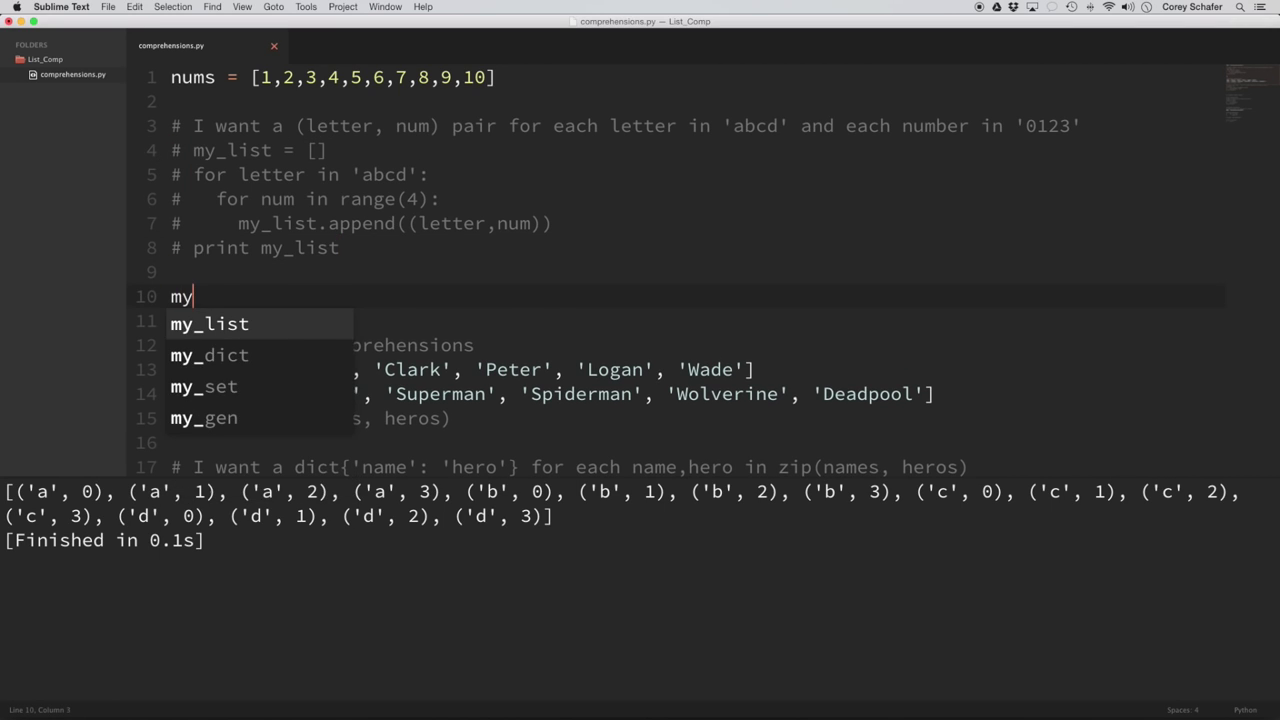 Sublime Text File Edit Selection Find View Goto Tools Project Window Help Corey Schafer
comprehensions.py — List_Comp
FOLDERS
List_Comp
comprehensions.py
comprehensions.py
1 nums = [1,2,3,4,5,6,7,8,9,10]
2
3 # I want a (letter, num) pair for each letter in 'abcd' and each number in '0123'
4 # my_list = []
5 # for letter in 'abcd':
6 #   for num in range(4):
7 #     my_list.append((letter,num))
8 # print my_list
9
10 my
11
my_list
12 prehensions
my_dict
13 , 'Clark', 'Peter', 'Logan', 'Wade']
my_set
14 ', 'Superman', 'Spiderman', 'Wolverine', 'Deadpool']
my_gen
15 s, heros)
16
17 # I want a dict{'name': 'hero'} for each name,hero in zip(names, heros)
[('a', 0), ('a', 1), ('a', 2), ('a', 3), ('b', 0), ('b', 1), ('b', 2), ('b', 3), ('c', 0), ('c', 1), ('c', 2),
('c', 3), ('d', 0), ('d', 1), ('d', 2), ('d', 3)]
[Finished in 0.1s]
Line 10, Column 3 Spaces: 4 Python